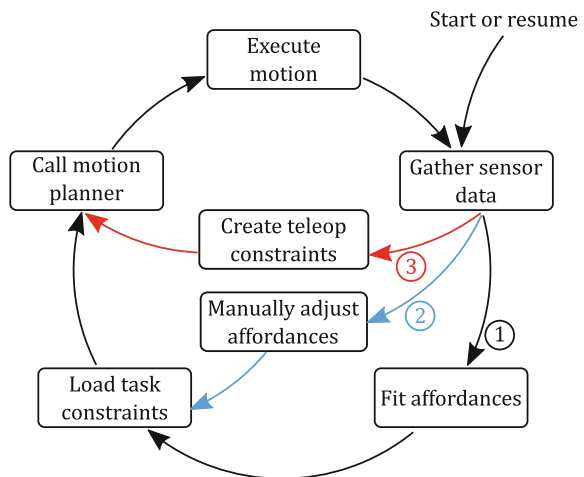 Start or resume
Execute
motion
Call motion
planner
Gather sensor
data
Create teleop
constraints
3
Manually adjust
affordances
2
1
Load task
constraints
Fit affordances